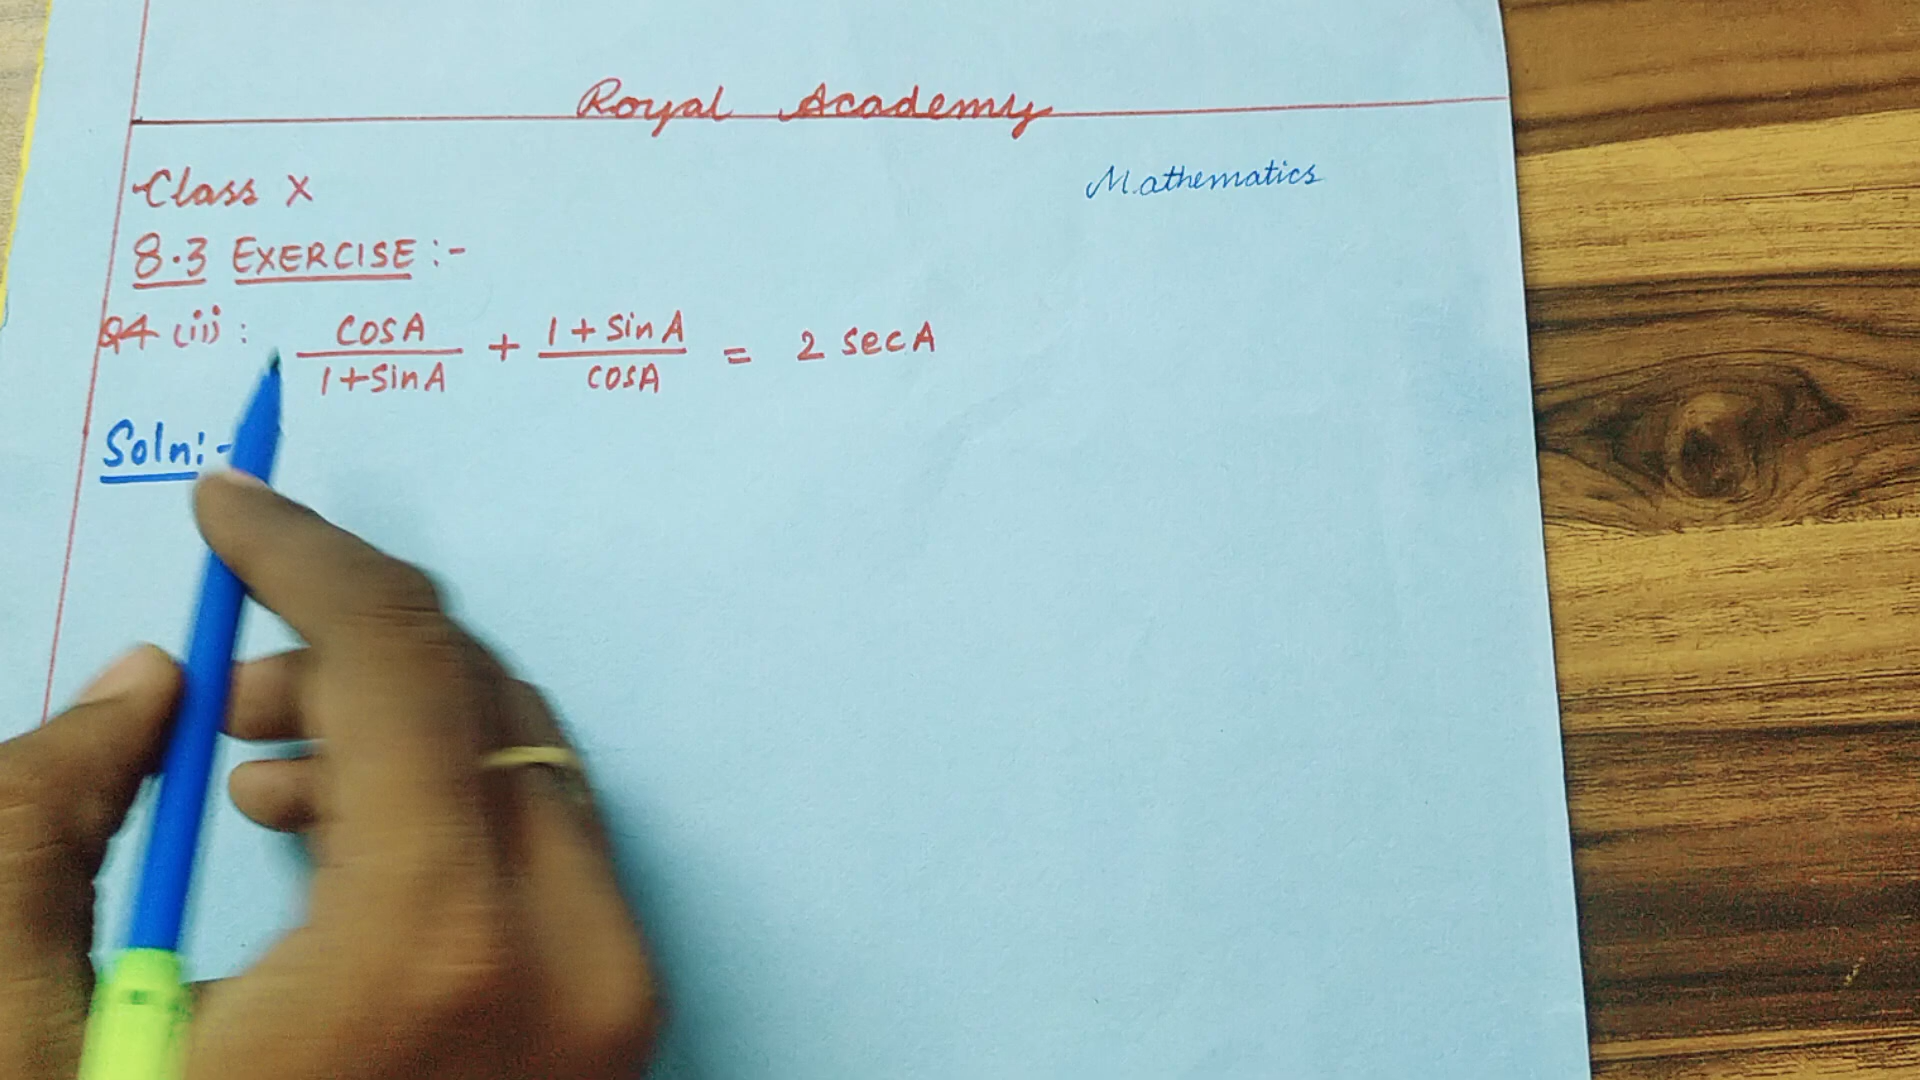 Royal Academy
Mathematics
Class X
8.3 EXERCISE :-
Q4 (ii) : cosA/1+sinA + 1+sinA/cosA = 2 secA
Soln:-